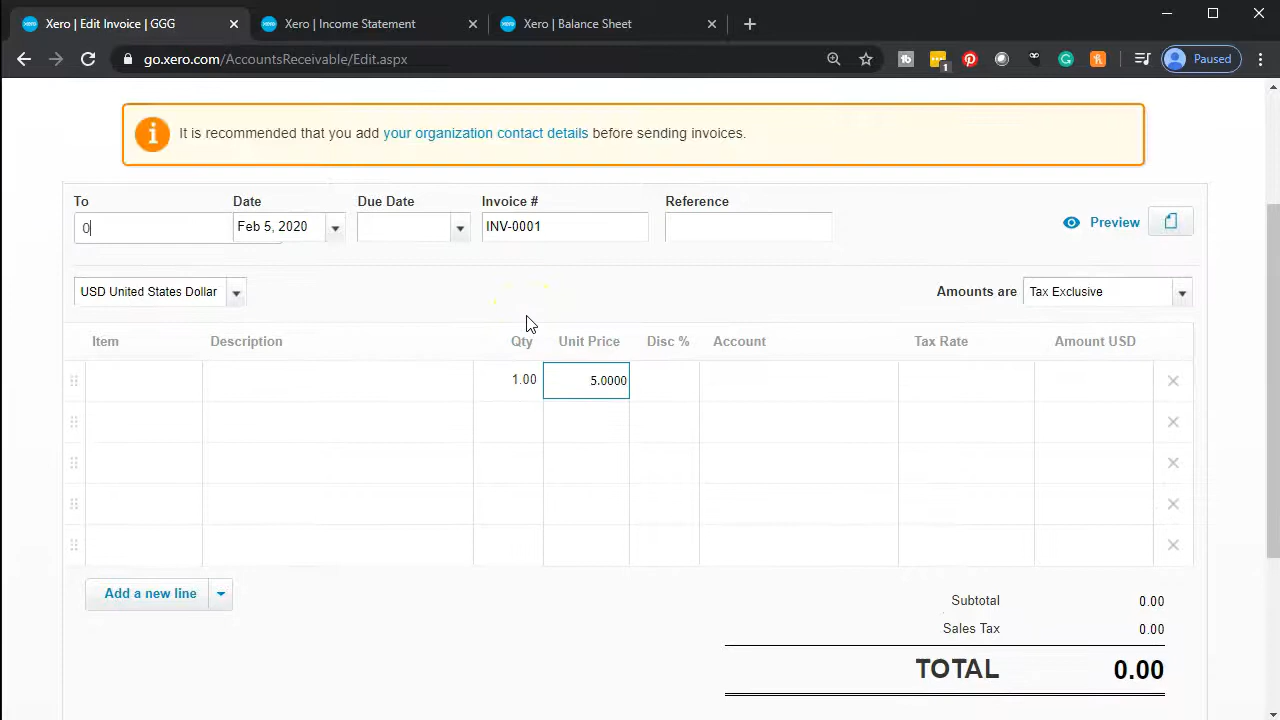 Xero | Edit Invoice | GGG
Xero | Income Statement
Xero | Balance Sheet
go.xero.com/AccountsReceivable/Edit.aspx
1
Paused
It is recommended that you add your organization contact details before sending invoices.
To Date Due Date Invoice # Reference
0 Feb 5, 2020 INV-0001 Preview
USD United States Dollar Amounts are Tax Exclusive
Item Description Qty Unit Price Disc % Account Tax Rate Amount USD
1.00 5.0000
Add a new line
Subtotal 0.00
Sales Tax 0.00
TOTAL 0.00